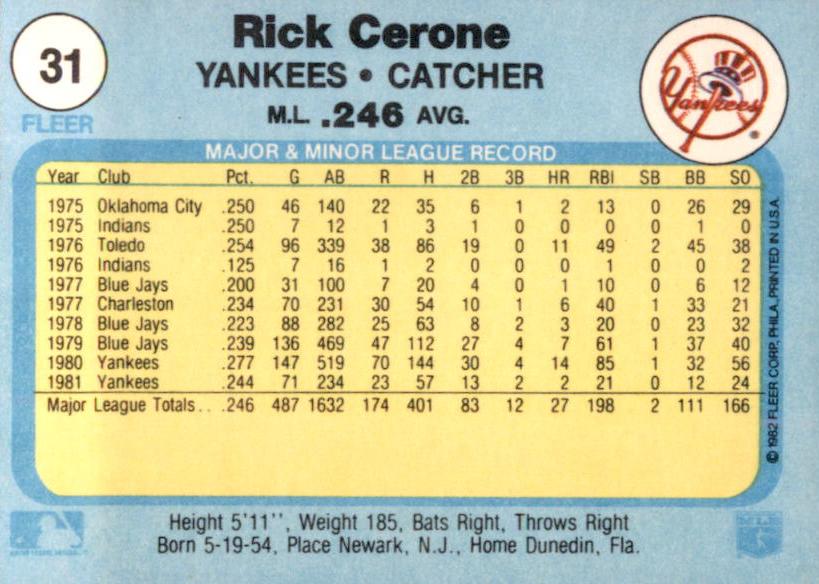 31
FLEER
Rick Cerone
YANKEES • CATCHER
M.L. .246 AVG.
Yankees
®
MAJOR & MINOR LEAGUE RECORD
Year Club Pct. G AB R H 2B 3B HR RBI SB BB SO
1975 Oklahoma City .250 46 140 22 35 6 1 2 13 0 26 29
1975 Indians .250 7 12 1 3 1 0 0 0 0 1 0
1976 Toledo .254 96 339 38 86 19 0 11 49 2 45 38
1976 Indians .125 7 16 1 2 0 0 0 1 0 0 2
1977 Blue Jays .200 31 100 7 20 4 0 1 10 0 6 12
1977 Charleston .234 70 231 30 54 10 1 6 40 1 33 21
1978 Blue Jays .223 88 282 25 63 8 2 3 20 0 23 32
1979 Blue Jays .239 136 469 47 112 27 4 7 61 1 37 40
1980 Yankees .277 147 519 70 144 30 4 14 85 1 32 56
1981 Yankees .244 71 234 23 57 13 2 2 21 0 12 24
Major League Totals . . .246 487 1632 174 401 83 12 27 198 2 111 166
© 1982 FLEER CORP, PHILA, PRINTED IN U.S.A.
Height 5'11'', Weight 185, Bats Right, Throws Right
Born 5-19-54, Place Newark, N.J., Home Dunedin, Fla.